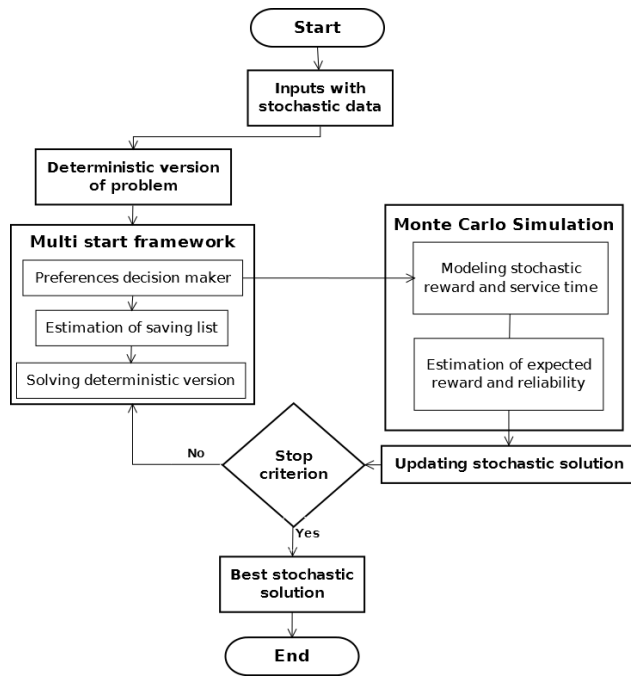 Start
Inputs with
stochastic data
Deterministic version
of problem
Multi start framework
Preferences decision maker
Estimation of saving list
Solving deterministic version
Monte Carlo Simulation
Modeling stochastic
reward and service time
Estimation of expected
reward and reliability
Updating stochastic solution
Stop
criterion
No
Yes
Best stochastic
solution
End